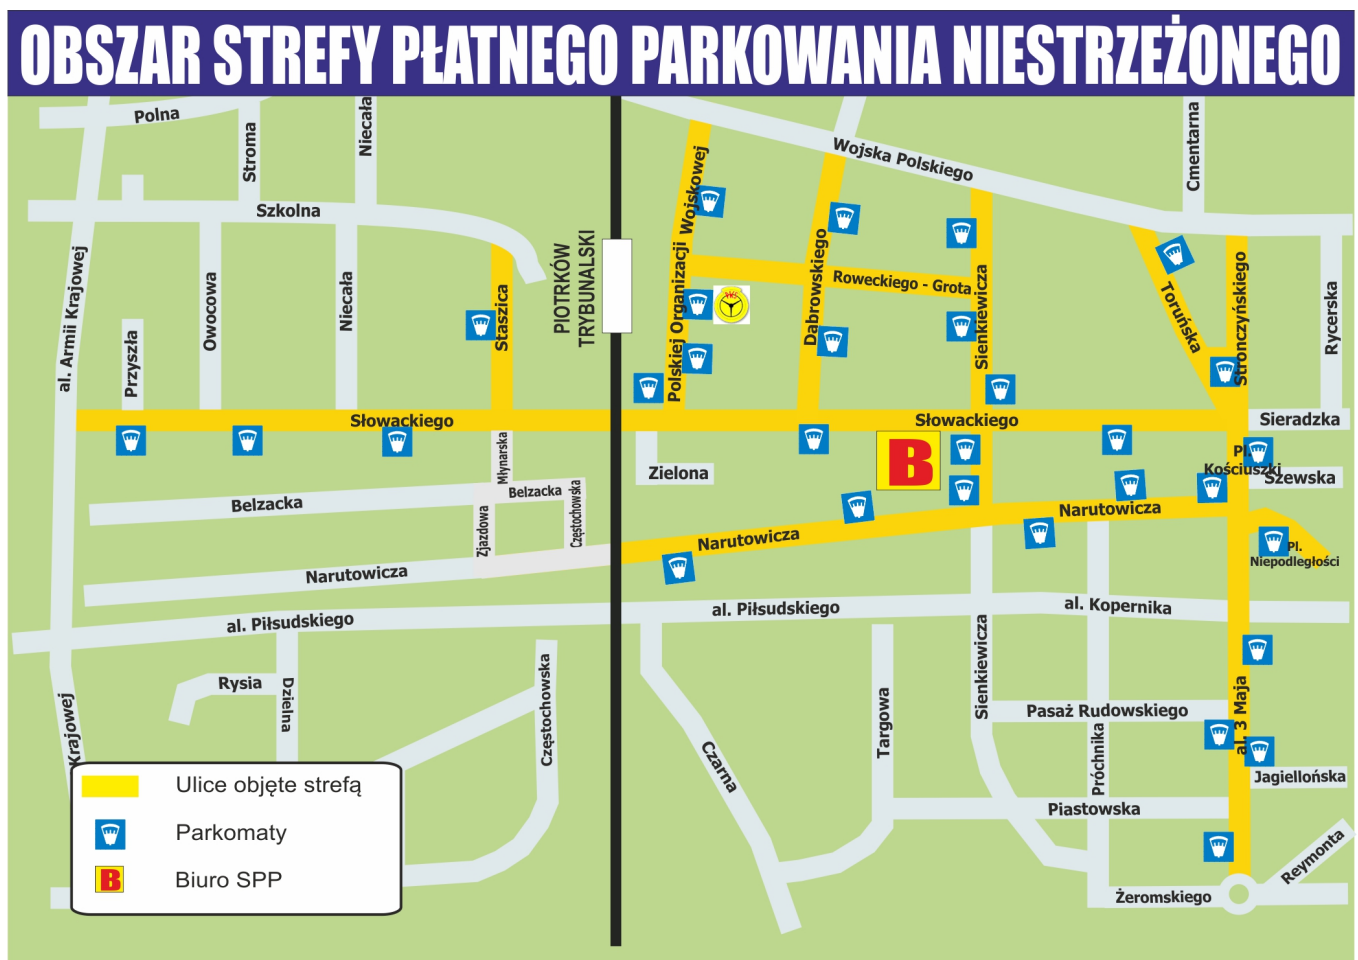 OBSZAR STREFY PŁATNEGO PARKOWANIA NIESTRZEŻONEGO
Polna
Stroma
Niecała
Szkolna
al. Armii Krajowej
Przyszła
Owocowa
Niecała
Staszica
PIOTRKÓW
TRYBUNALSKI
Polskiej Organizacji Wojskowej
Wojska Polskiego
Cmentarna
Dąbrowskiego
Roweckiego - Grota
Sienkiewicza
Toruńska
Stronczyńskiego
Rycerska
Słowackiego
Słowackiego
Sieradzka
Młynarska
Zielona
B
Pl.
Kościuszki
Szewska
Belzacka
Belzacka
Zjazdowa
Częstochowska
Narutowicza
Narutowicza
Narutowicza
Pl.
Niepodległości
al. Piłsudskiego
al. Piłsudskiego
al. Kopernika
Krajowej
Rysia
Dzielna
Częstochowska
Czarna
Targowa
Sienkiewicza
Pasaż Rudowskiego
Próchnika
al. 3 Maja
Jagiellońska
Piastowska
Reymonta
Żeromskiego
Ulice objęte strefą
Parkomaty
B
Biuro SPP